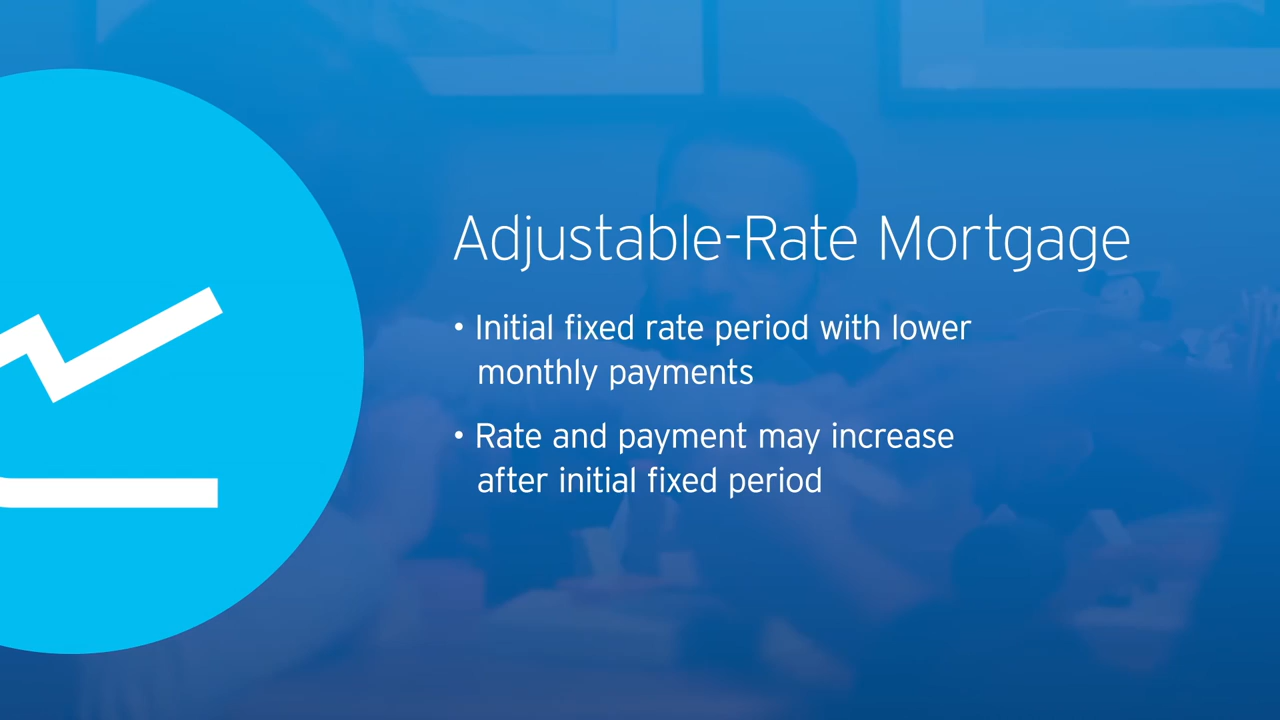 Adjustable-Rate Mortgage
• Initial fixed rate period with lower
monthly payments
• Rate and payment may increase
after initial fixed period